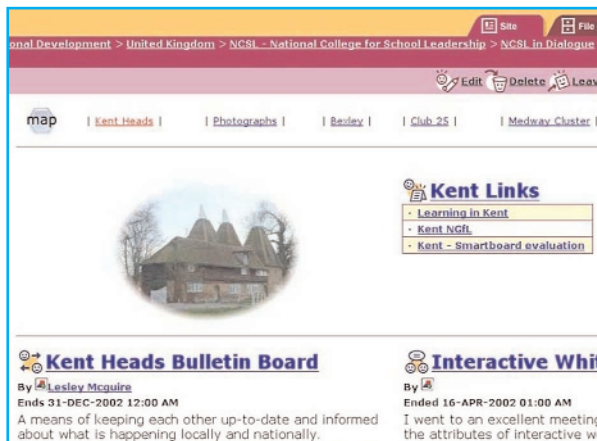 Site File
onal Development > United Kingdom > NCSL - National College for School Leadership > NCSL in Dialogue
Edit Delete Leav
map | Kent Heads | | Photographs | | Bexley | | Club 25 | | Medway Cluster |
Kent Links
· Learning in Kent
· Kent NGfL
· Kent - Smartboard evaluation
Kent Heads Bulletin Board
By Lesley Mcguire
Ends 31-DEC-2002 12:00 AM
A means of keeping each other up-to-date and informed
about what is happening locally and nationally.
Interactive Whit
By
Ended 16-APR-2002 01:00 AM
I went to an excellent meeting
the attributes of interactive w